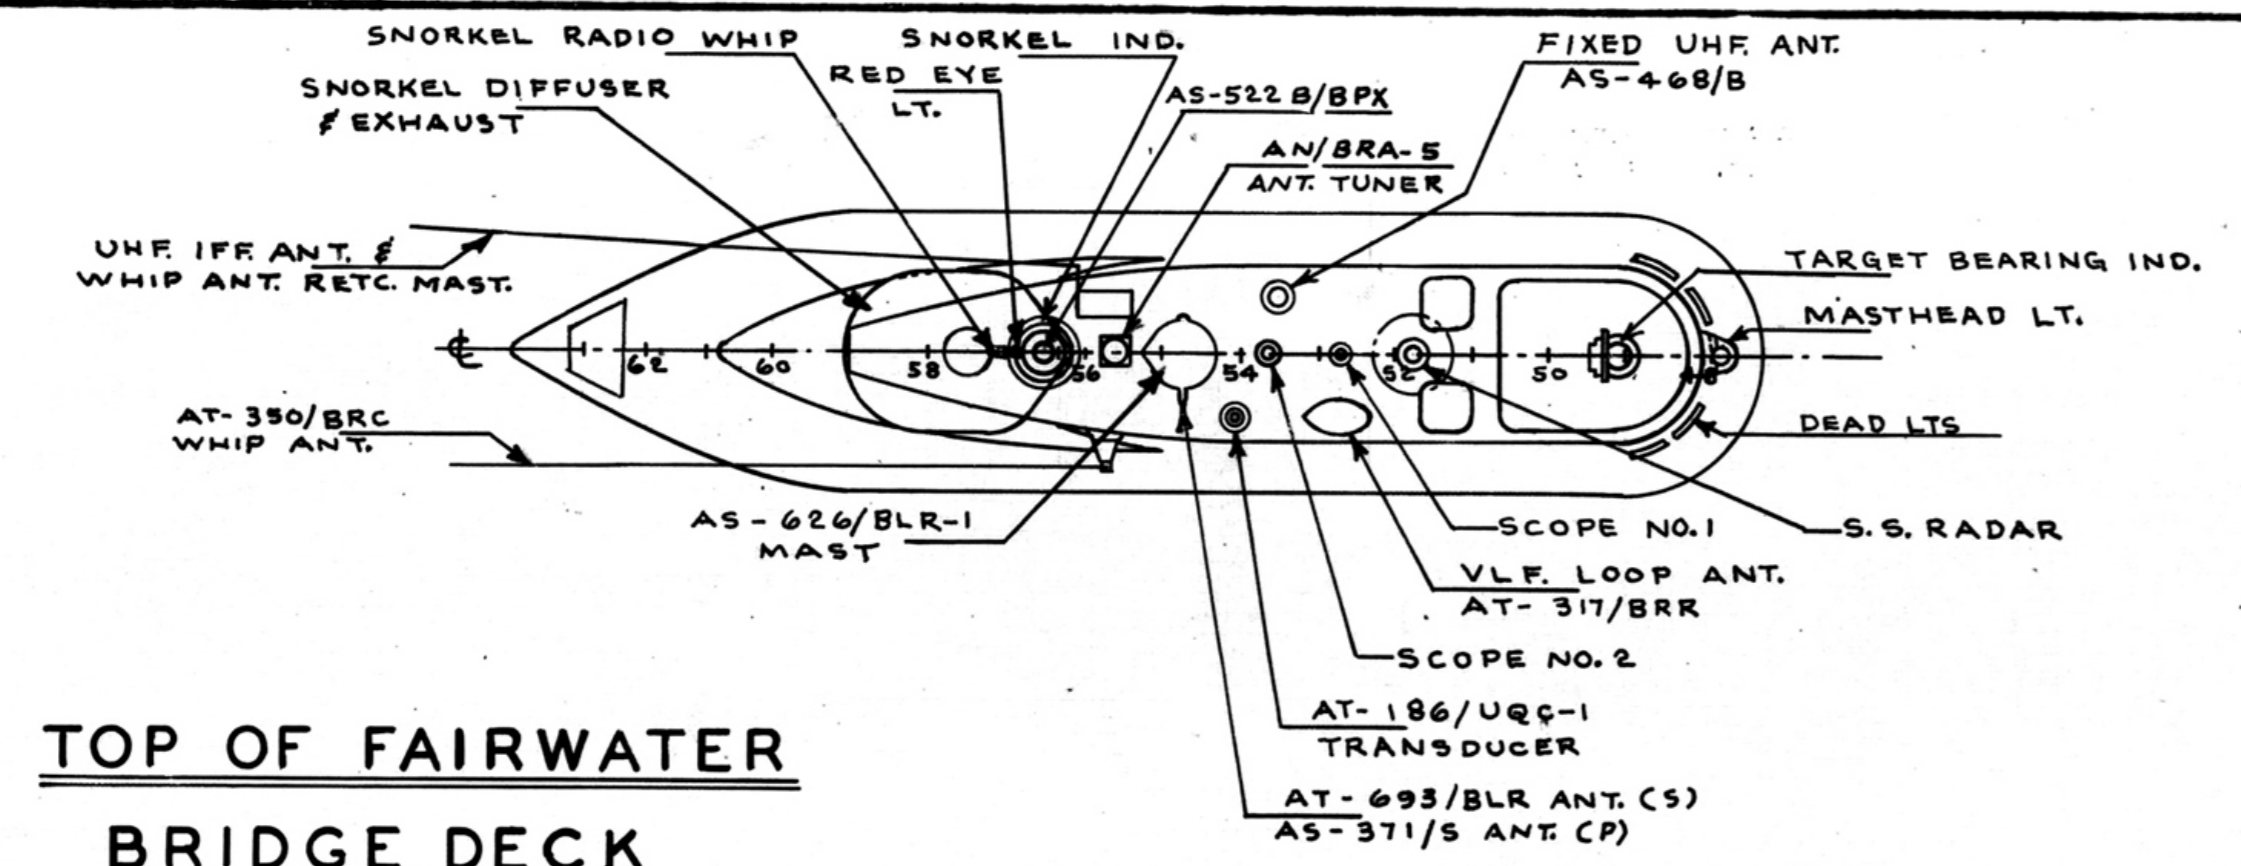 SNORKEL RADIO WHIP
SNORKEL IND.
FIXED UHF. ANT.
AS-468/B
SNORKEL DIFFUSER
& EXHAUST
RED EYE
LT.
AS-522 B/BPX
AN/BRA-5
ANT. TUNER
UHF. IFF. ANT. &
WHIP ANT. RETC. MAST.
TARGET BEARING IND.
MASTHEAD LT.
℄
62
60
58
56
54
52
50
48
AT-350/BRC
WHIP ANT.
DEAD LTS
AS-626/BLR-1
MAST
SCOPE NO.1
S.S. RADAR
VLF. LOOP ANT.
AT-317/BRR
SCOPE NO.2
AT-186/UQC-1
TRANSDUCER
AT-693/BLR ANT. (S)
AS-371/S ANT. (P)
TOP OF FAIRWATER
BRIDGE DECK